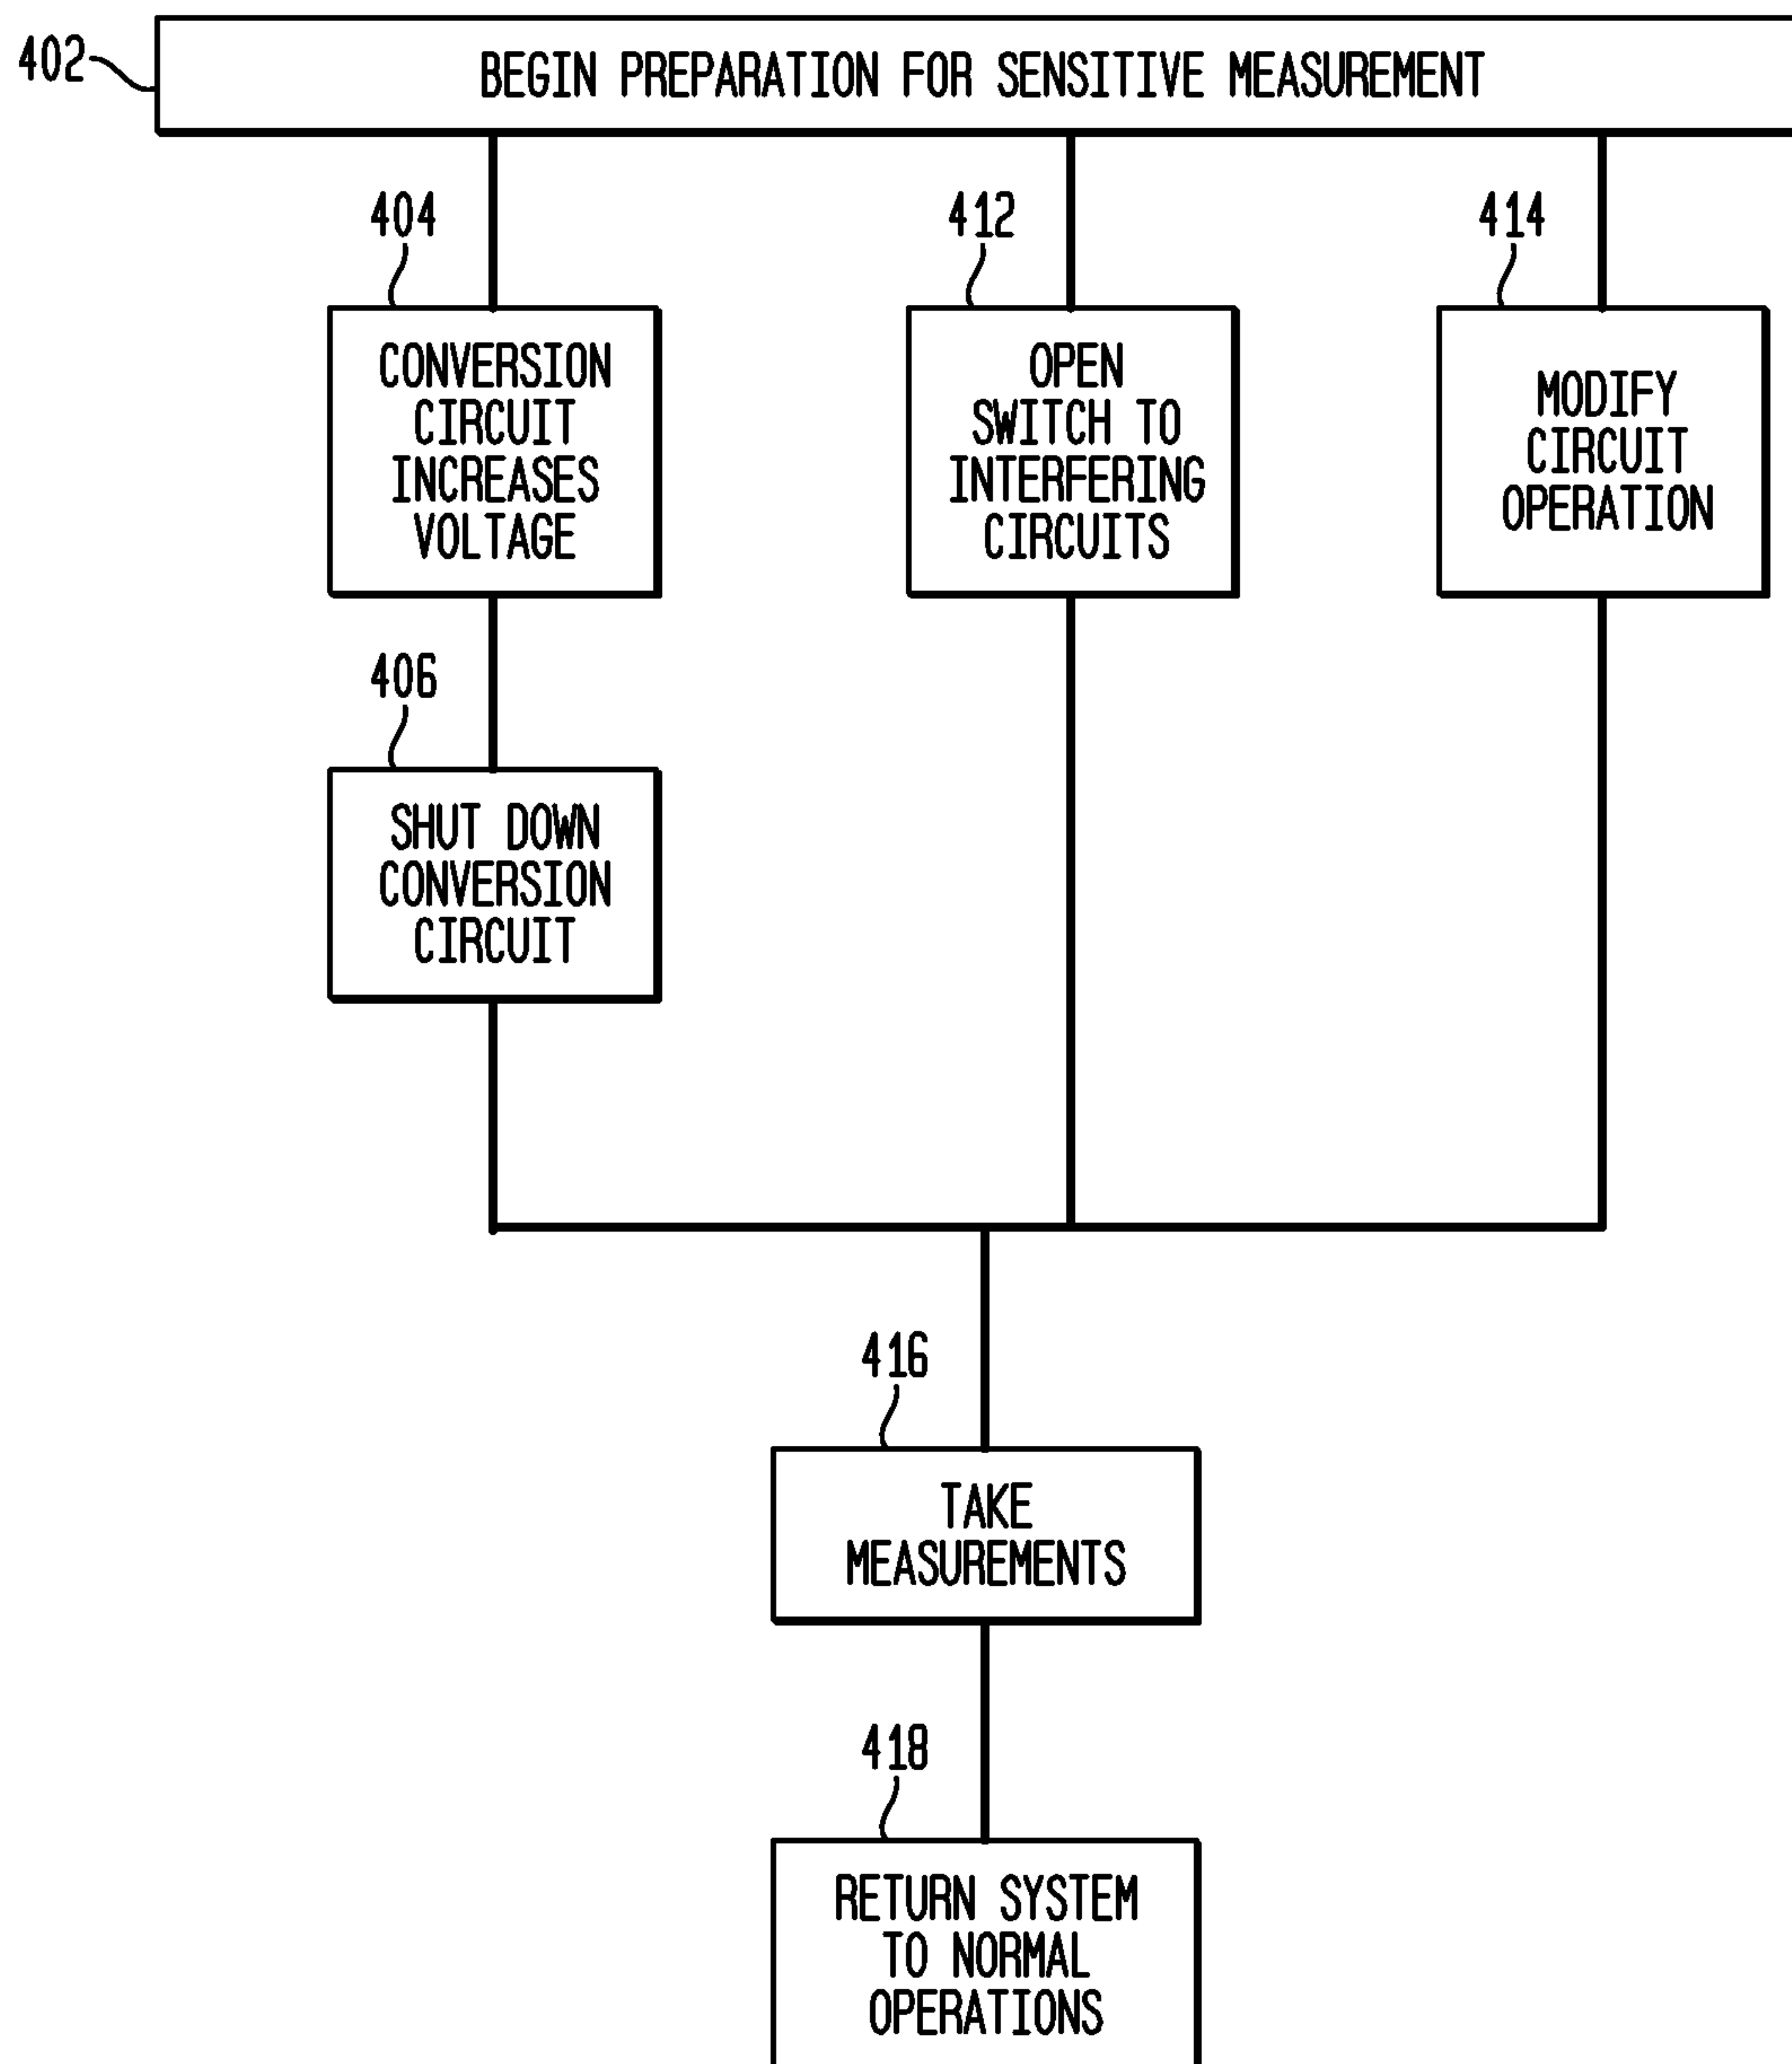 402
BEGIN PREPARATION FOR SENSITIVE MEASUREMENT
404
CONVERSION
CIRCUIT
INCREASES
VOLTAGE
412
OPEN
SWITCH TO
INTERFERING
CIRCUITS
414
MODIFY
CIRCUIT
OPERATION
406
SHUT DOWN
CONVERSION
CIRCUIT
416
TAKE
MEASUREMENTS
418
RETURN SYSTEM
TO NORMAL
OPERATIONS